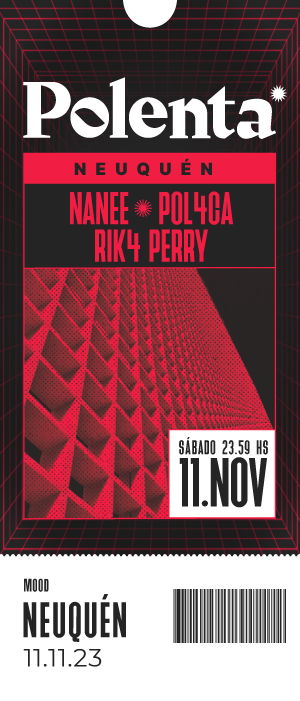 Polenta*
NEUQUÉN
NANEE * POL4CA
RIK4 PERRY
SÁBADO 23.59 HS
11.NOV
MOOD
NEUQUÉN
11.11.23